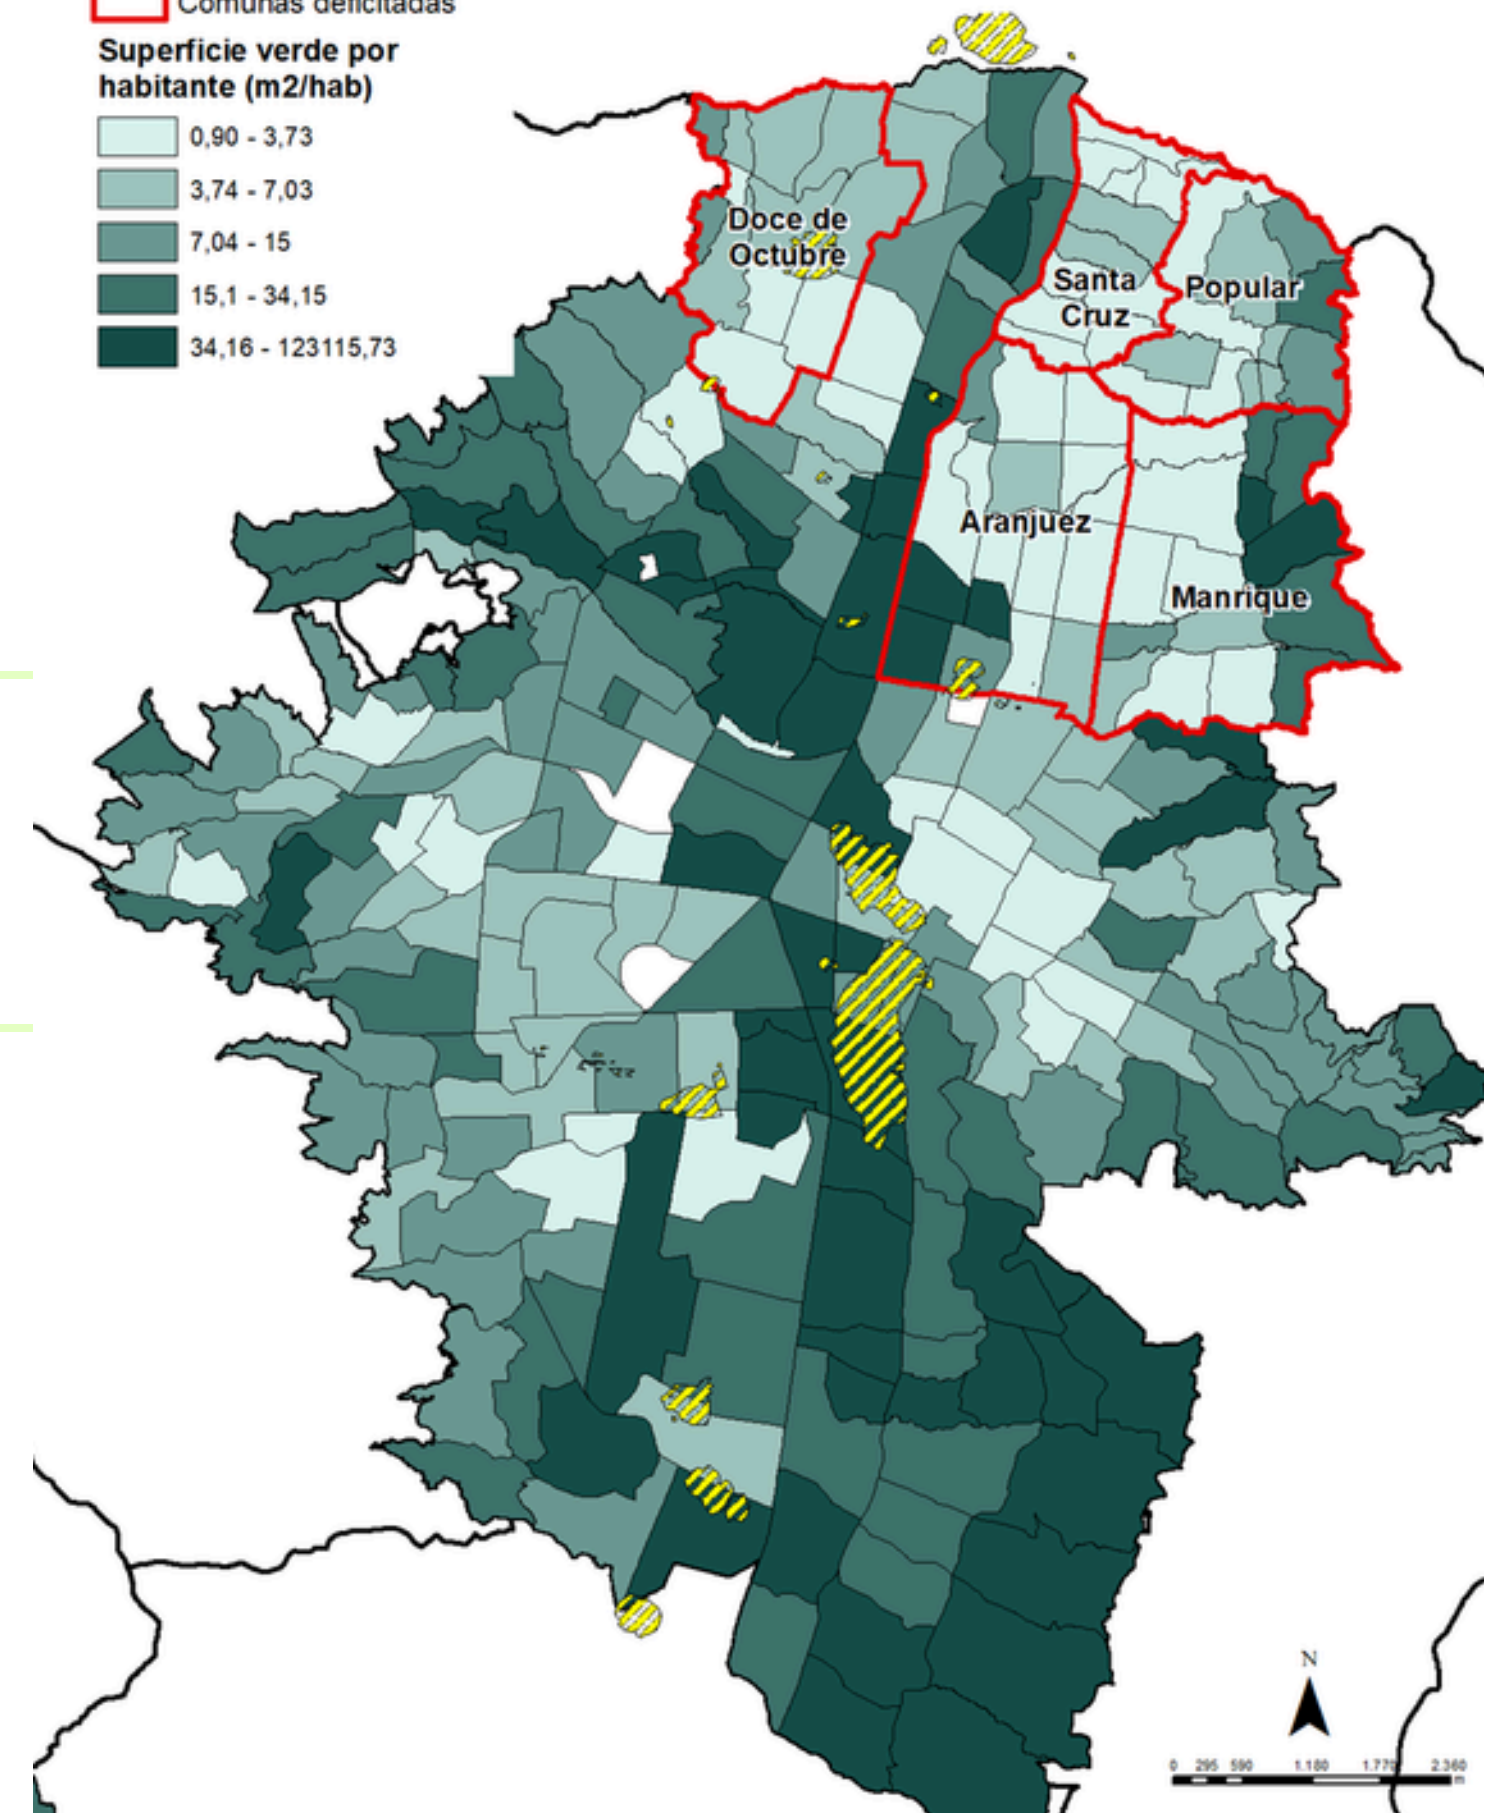 Comunas deficitadas
Superficie verde por
habitante (m2/hab)
0,90 - 3,73
3,74 - 7,03
7,04 - 15
15,1 - 34,15
34,16 - 123115,73
Doce de
Octubre
Santa
Cruz
Popular
Aranjuez
Manrique
N
0 295 590 1.180 1.770 2.360
m